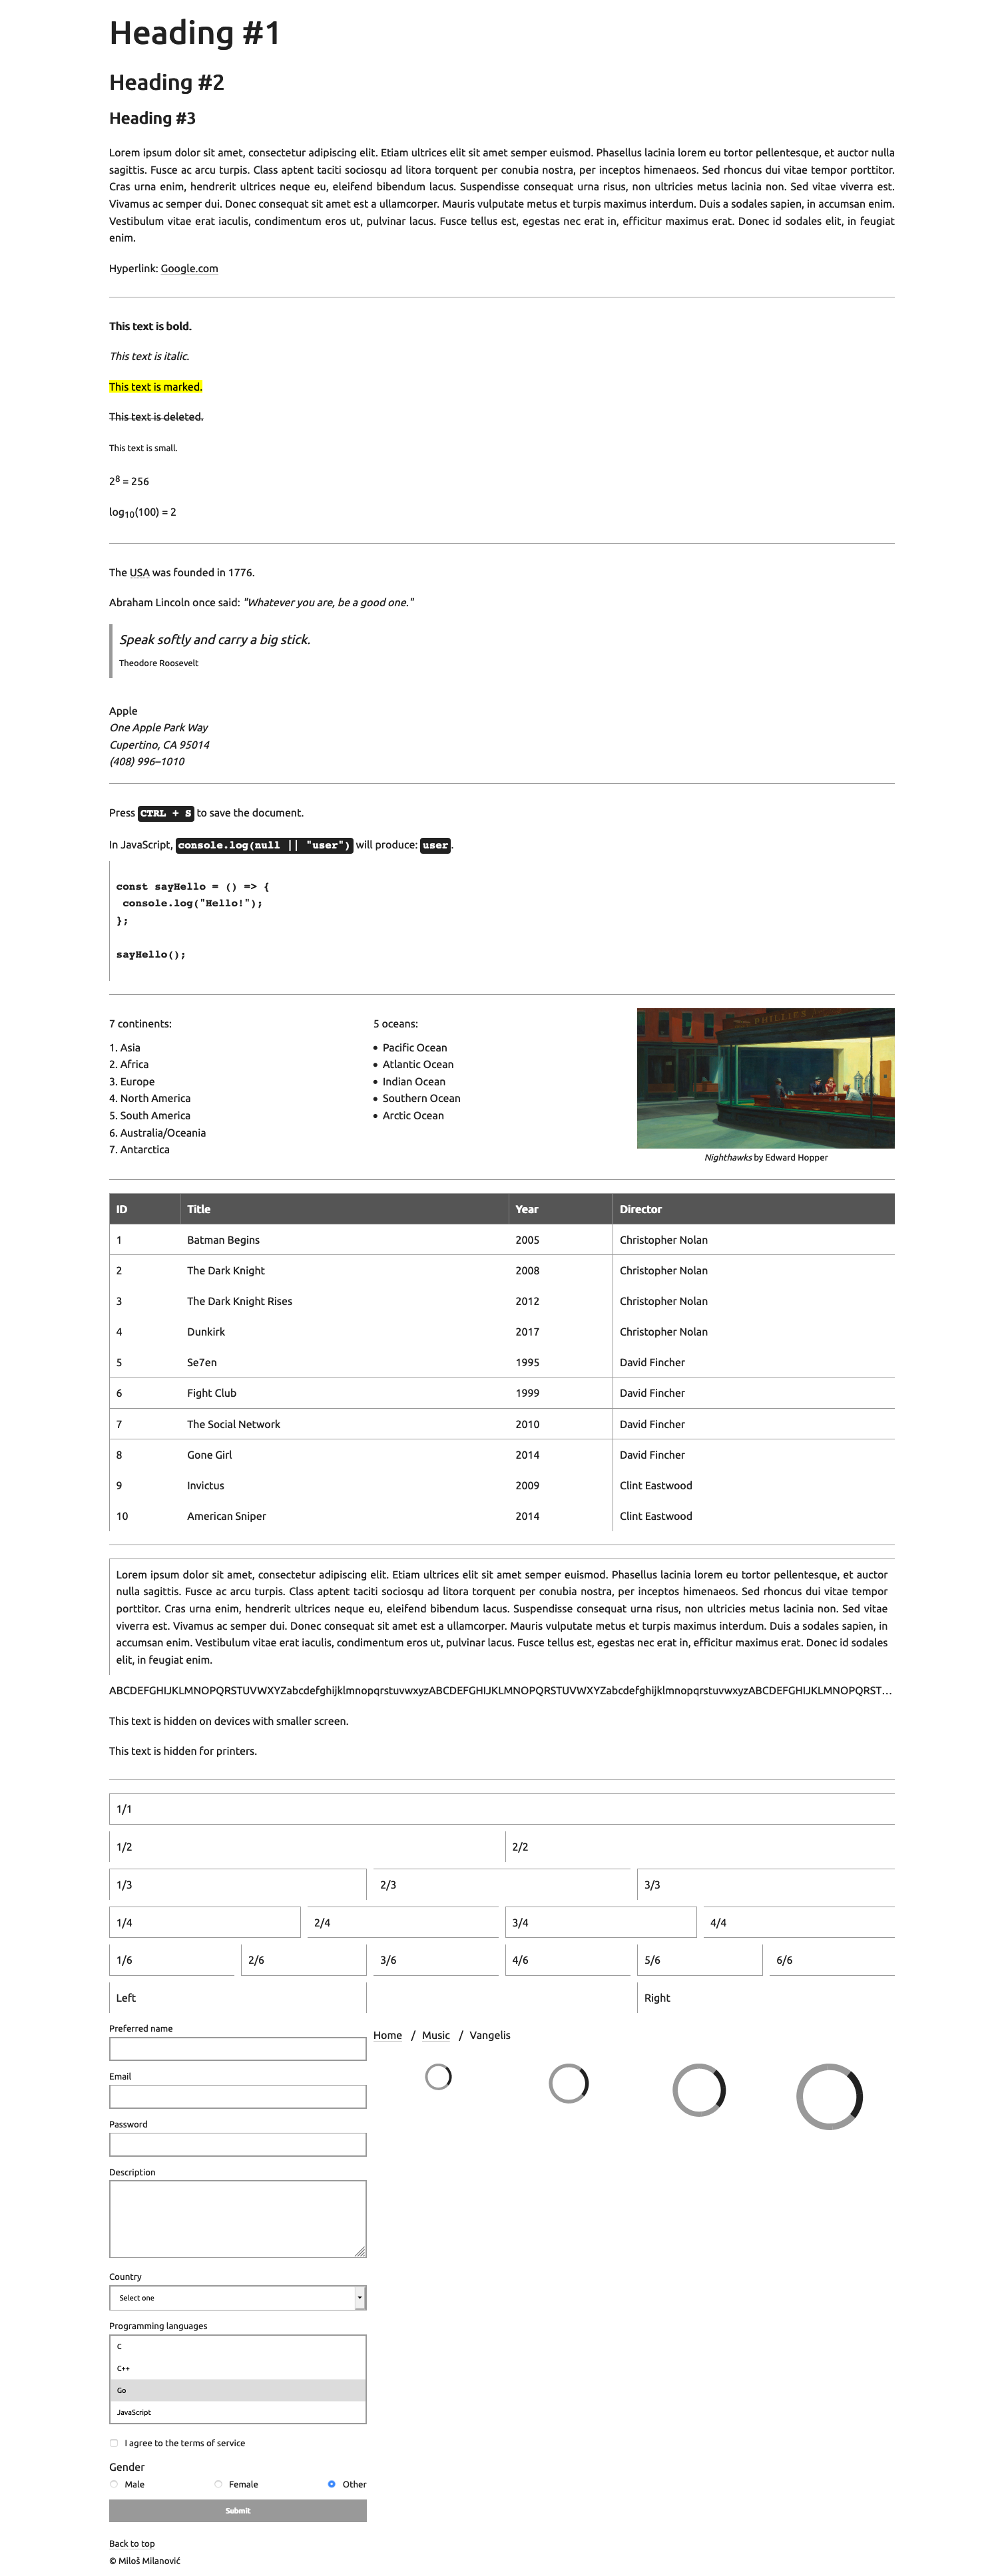 Heading #1
Heading #2
Heading #3
Lorem ipsum dolor sit amet, consectetur adipiscing elit. Etiam ultrices elit sit amet semper euismod. Phasellus lacinia lorem eu tortor pellentesque, et auctor nulla
sagittis. Fusce ac arcu turpis. Class aptent taciti sociosqu ad litora torquent per conubia nostra, per inceptos himenaeos. Sed rhoncus dui vitae tempor porttitor.
Cras urna enim, hendrerit ultrices neque eu, eleifend bibendum lacus. Suspendisse consequat urna risus, non ultricies metus lacinia non. Sed vitae viverra est.
Vivamus ac semper dui. Donec consequat sit amet est a ullamcorper. Mauris vulputate metus et turpis maximus interdum. Duis a sodales sapien, in accumsan enim.
Vestibulum vitae erat iaculis, condimentum eros ut, pulvinar lacus. Fusce tellus est, egestas nec erat in, efficitur maximus erat. Donec id sodales elit, in feugiat
enim.
Hyperlink: Google.com
This text is bold.
This text is italic.
This text is marked.
This text is deleted.
This text is small.
2⁸ = 256
log₁₀(100) = 2
The USA was founded in 1776.
Abraham Lincoln once said: "Whatever you are, be a good one."
Speak softly and carry a big stick.
Theodore Roosevelt
Apple
One Apple Park Way
Cupertino, CA 95014
(408) 996–1010
Press CTRL + S to save the document.
In JavaScript, console.log(null || "user") will produce: user.
const sayHello = () => {
 console.log("Hello!");
};
sayHello();
7 continents:
1. Asia
2. Africa
3. Europe
4. North America
5. South America
6. Australia/Oceania
7. Antarctica
5 oceans:
• Pacific Ocean
• Atlantic Ocean
• Indian Ocean
• Southern Ocean
• Arctic Ocean
PHILLIES
Nighthawks by Edward Hopper
ID Title Year Director
1 Batman Begins 2005 Christopher Nolan
2 The Dark Knight 2008 Christopher Nolan
3 The Dark Knight Rises 2012 Christopher Nolan
4 Dunkirk 2017 Christopher Nolan
5 Se7en 1995 David Fincher
6 Fight Club 1999 David Fincher
7 The Social Network 2010 David Fincher
8 Gone Girl 2014 David Fincher
9 Invictus 2009 Clint Eastwood
10 American Sniper 2014 Clint Eastwood
Lorem ipsum dolor sit amet, consectetur adipiscing elit. Etiam ultrices elit sit amet semper euismod. Phasellus lacinia lorem eu tortor pellentesque, et auctor
nulla sagittis. Fusce ac arcu turpis. Class aptent taciti sociosqu ad litora torquent per conubia nostra, per inceptos himenaeos. Sed rhoncus dui vitae tempor
porttitor. Cras urna enim, hendrerit ultrices neque eu, eleifend bibendum lacus. Suspendisse consequat urna risus, non ultricies metus lacinia non. Sed vitae
viverra est. Vivamus ac semper dui. Donec consequat sit amet est a ullamcorper. Mauris vulputate metus et turpis maximus interdum. Duis a sodales sapien, in
accumsan enim. Vestibulum vitae erat iaculis, condimentum eros ut, pulvinar lacus. Fusce tellus est, egestas nec erat in, efficitur maximus erat. Donec id sodales
elit, in feugiat enim.
ABCDEFGHIJKLMNOPQRSTUVWXYZabcdefghijklmnopqrstuvwxyzABCDEFGHIJKLMNOPQRSTUVWXYZabcdefghijklmnopqrstuvwxyzABCDEFGHIJKLMNOPQRST…
This text is hidden on devices with smaller screen.
This text is hidden for printers.
1/1
1/2 2/2
1/3 2/3 3/3
1/4 2/4 3/4 4/4
1/6 2/6 3/6 4/6 5/6 6/6
Left Right
Preferred name
Email
Password
Description
Country
Select one
Programming languages
C
C++
Go
JavaScript
I agree to the terms of service
Gender
Male Female Other
Submit
Home / Music / Vangelis
Back to top
© Miloš Milanović